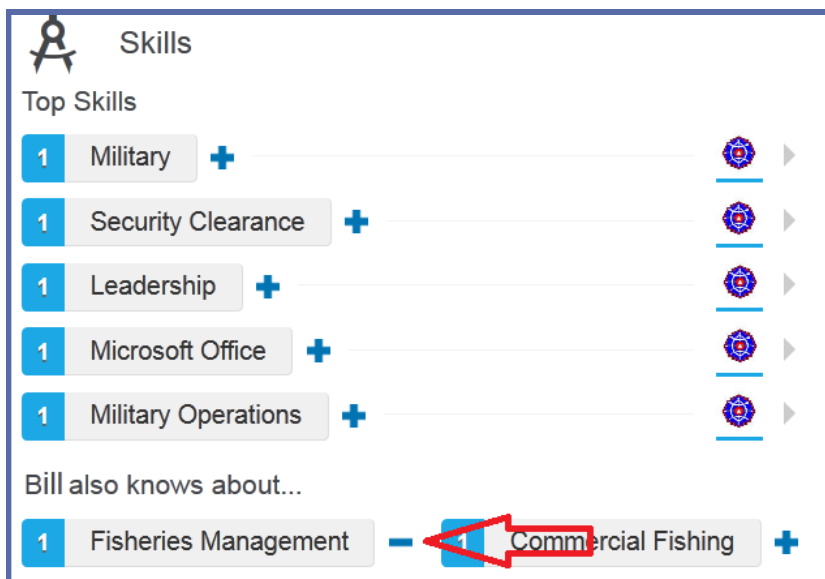 Skills
Top Skills
1 Military
1 Security Clearance
1 Leadership
1 Microsoft Office
1 Military Operations
Bill also knows about...
1 Fisheries Management 1 Commercial Fishing